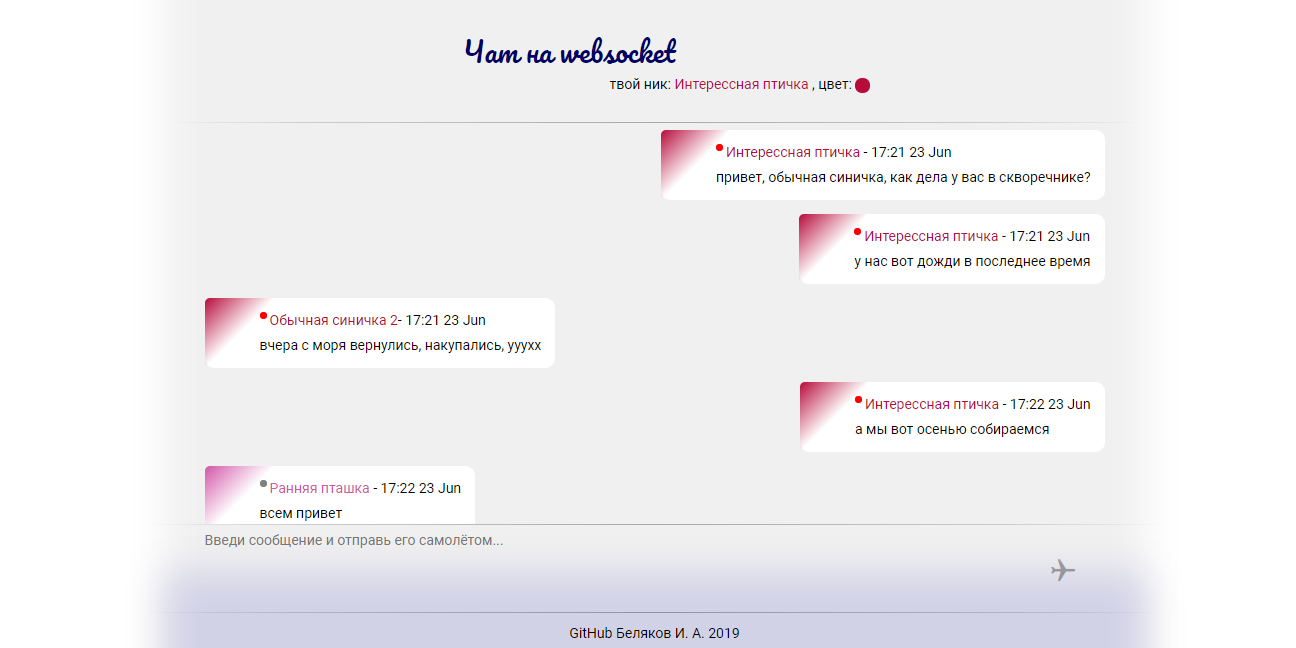 Чат на websocket
твой ник: Интерессная птичка , цвет:
Интерессная птичка - 17:21 23 Jun
привет, обычная синичка, как дела у вас в скворечнике?
Интерессная птичка - 17:21 23 Jun
у нас вот дожди в последнее время
Обычная синичка 2- 17:21 23 Jun
вчера с моря вернулись, накупались, ууухх
Интерессная птичка - 17:22 23 Jun
а мы вот осенью собираемся
Ранняя пташка - 17:22 23 Jun
всем привет
Введи сообщение и отправь его самолётом...
GitHub Беляков И. А. 2019